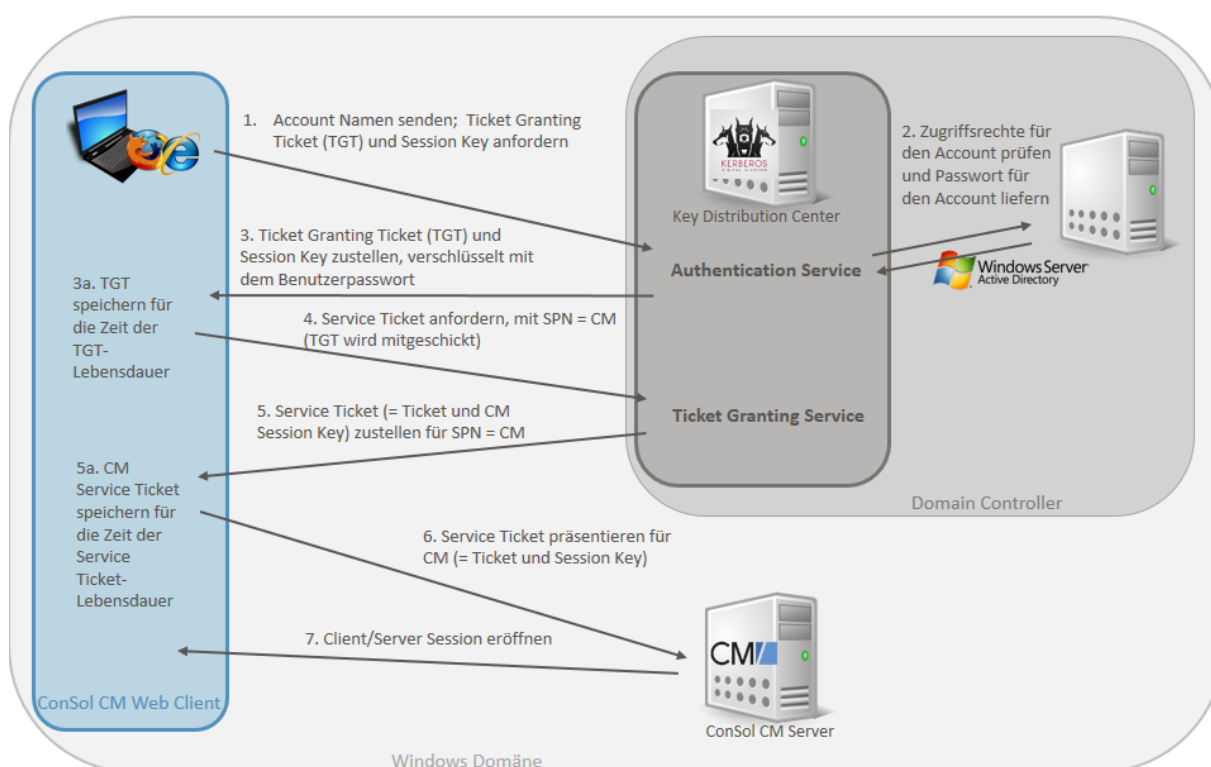 1. Account Namen senden; Ticket Granting
Ticket (TGT) und Session Key anfordern
KERBEROS
Key Distribution Center
2. Zugriffsrechte für
den Account prüfen
und Passwort für
den Account liefern
3. Ticket Granting Ticket (TGT) und
Session Key zustellen, verschlüsselt mit
dem Benutzerpasswort
Authentication Service
Windows Server
Active Directory
3a. TGT
speichern für
die Zeit der
TGT-
Lebensdauer
4. Service Ticket anfordern, mit SPN = CM
(TGT wird mitgeschickt)
5. Service Ticket (= Ticket und CM
Session Key) zustellen für SPN = CM
Ticket Granting Service
5a. CM
Service Ticket
speichern für
die Zeit der
Service
Ticket-
Lebensdauer
Domain Controller
6. Service Ticket präsentieren für
CM (= Ticket und Session Key)
7. Client/Server Session eröffnen
CM
ConSol CM Web Client
ConSol CM Server
Windows Domäne